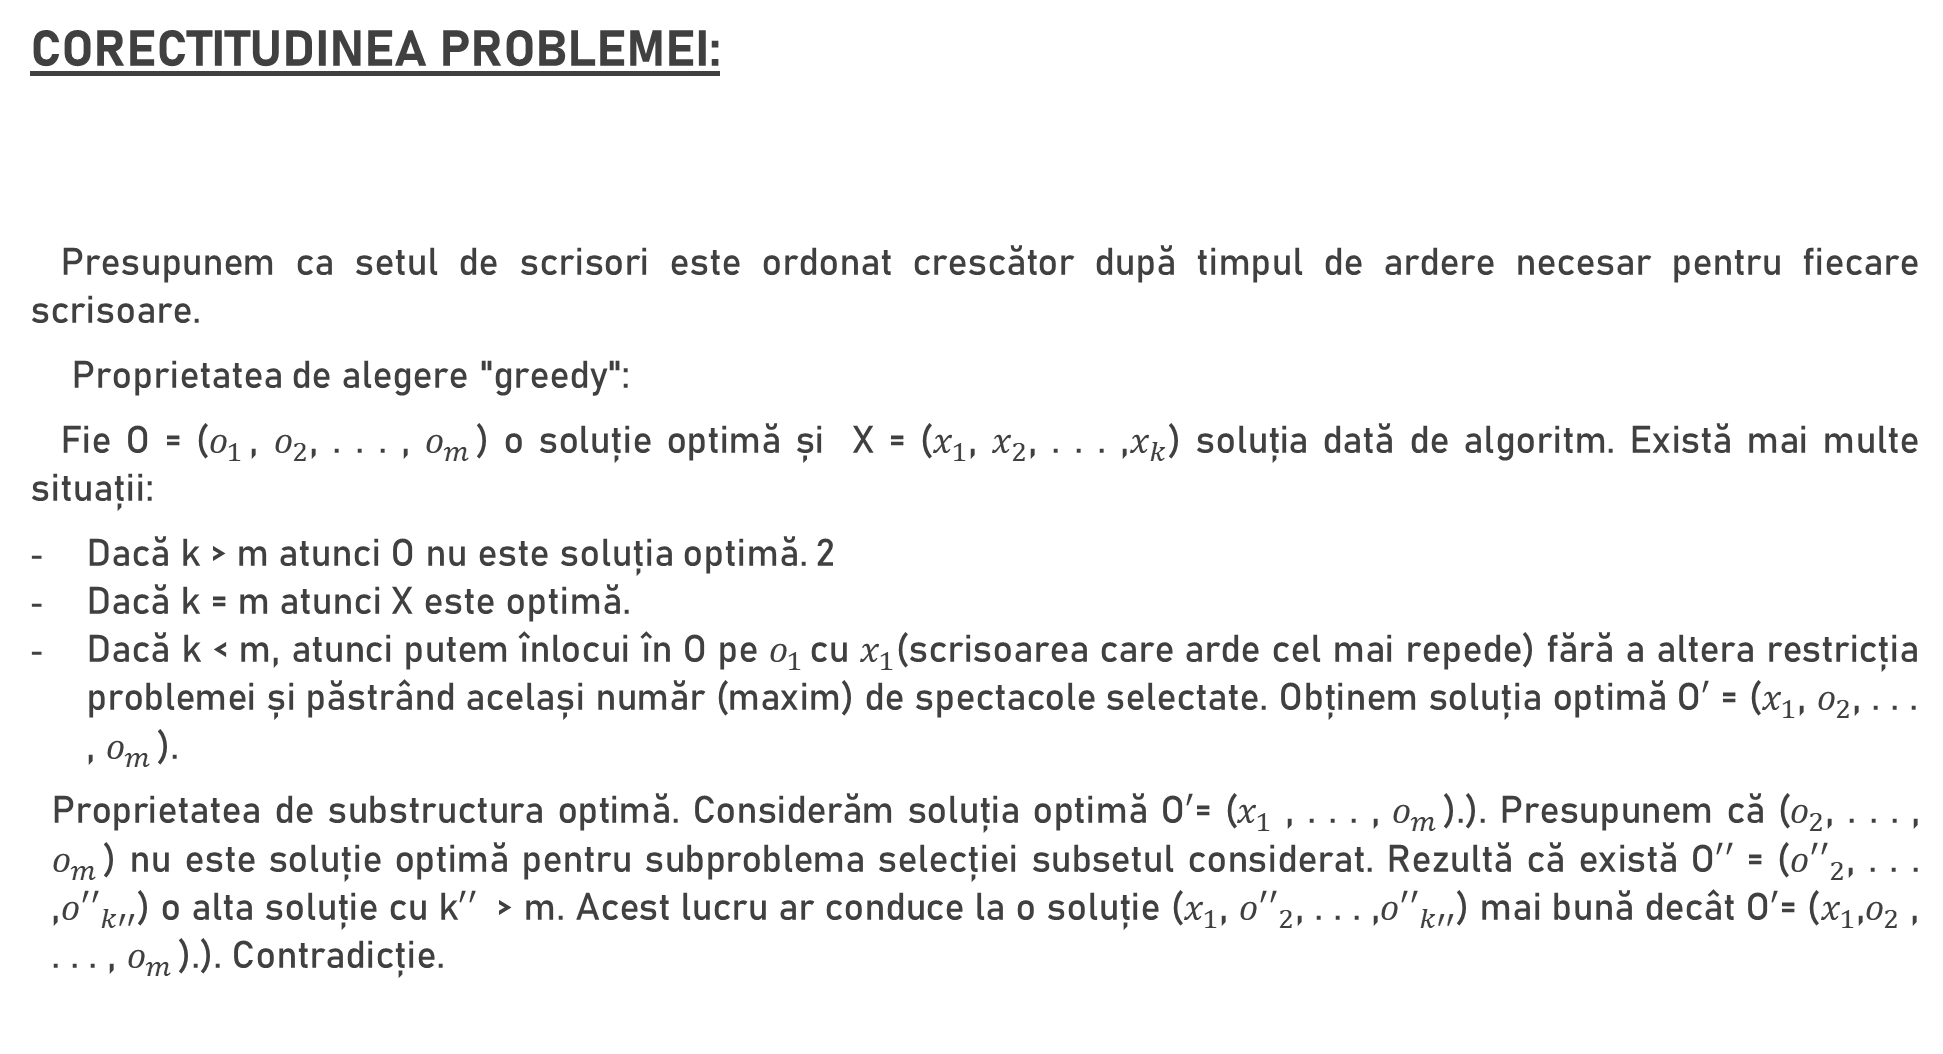 CORECTITUDINEA PROBLEMEI:
Presupunem ca setul de scrisori este ordonat crescător după timpul de ardere necesar pentru fiecare
scrisoare.
Proprietatea de alegere "greedy":
Fie O = (o₁ , o₂, . . . , oₘ ) o soluție optimă și X = (x₁, x₂, . . . ,xₖ) soluția dată de algoritm. Există mai multe
situații:
- Dacă k > m atunci O nu este soluția optimă. 2
- Dacă k = m atunci X este optimă.
- Dacă k < m, atunci putem înlocui în O pe o₁ cu x₁(scrisoarea care arde cel mai repede) fără a altera restricția
problemei și păstrând același număr (maxim) de spectacole selectate. Obținem soluția optimă O′ = (x₁, o₂, . . .
, oₘ ).
Proprietatea de substructura optimă. Considerăm soluția optimă O′= (x₁ , . . . , oₘ ).). Presupunem că (o₂, . . . ,
oₘ ) nu este soluție optimă pentru subproblema selecției subsetul considerat. Rezultă că există O′′ = (o′′₂, . . .
,o′′ₖ′′) o alta soluție cu k′′ > m. Acest lucru ar conduce la o soluție (x₁, o′′₂, . . . ,o′′ₖ′′) mai bună decât O′= (x₁,o₂ ,
. . . , oₘ ).). Contradicție.